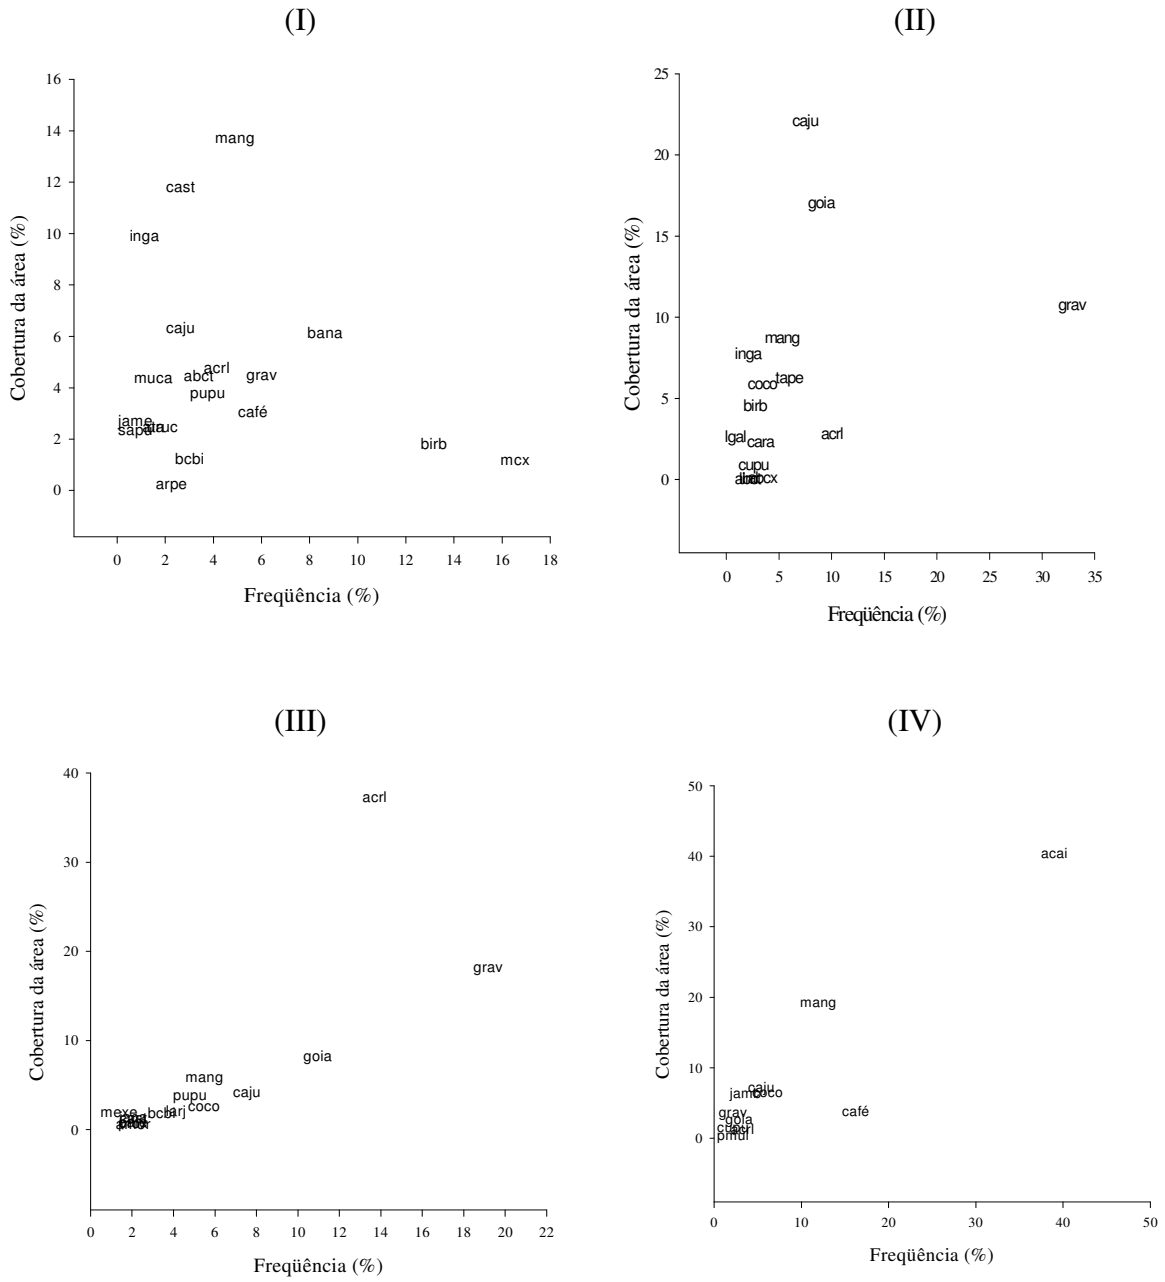 (I)
16
14
12
10
8
6
4
2
0
Cobertura da área (%)
mang
cast
inga
caju
bana
acrl
muca
abct
grav
pupu
café
jame
sapu
birb
bcbi
mcx
arpe
0 2 4 6 8 10 12 14 16 18
Freqüência (%)
(II)
25
20
15
10
5
0
Cobertura da área (%)
caju
goia
grav
mang
inga
coco tape
birb
lgal
cara
acrl
cupu
0 5 10 15 20 25 30 35
Freqüência (%)
(III)
40
30
20
10
0
Cobertura da área (%)
acrl
grav
goia
mang
pupu
caju
coco
mexe
bcbi
larj
0 2 4 6 8 10 12 14 16 18 20 22
Freqüência (%)
(IV)
50
40
30
20
10
0
Cobertura da área (%)
acai
mang
caju
jamb
coco
grav
café
goia
cupu
acrl
0 10 20 30 40 50
Freqüência (%)